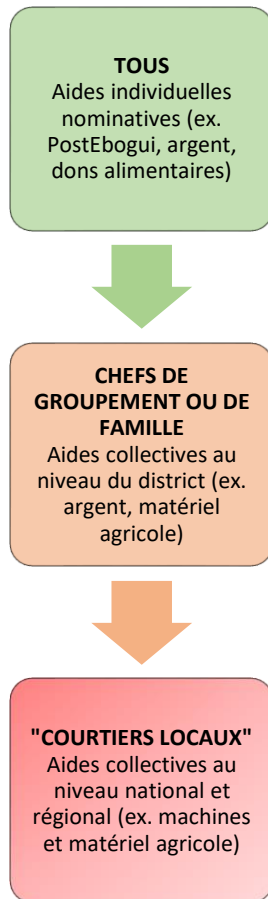 TOUS
Aides individuelles
nominatives (ex.
PostEbogui, argent,
dons alimentaires)
CHEFS DE
GROUPEMENT OU DE
FAMILLE
Aides collectives au
niveau du district (ex.
argent, matériel
agricole)
"COURTIERS LOCAUX"
Aides collectives au
niveau national et
régional (ex. machines
et matériel agricole)